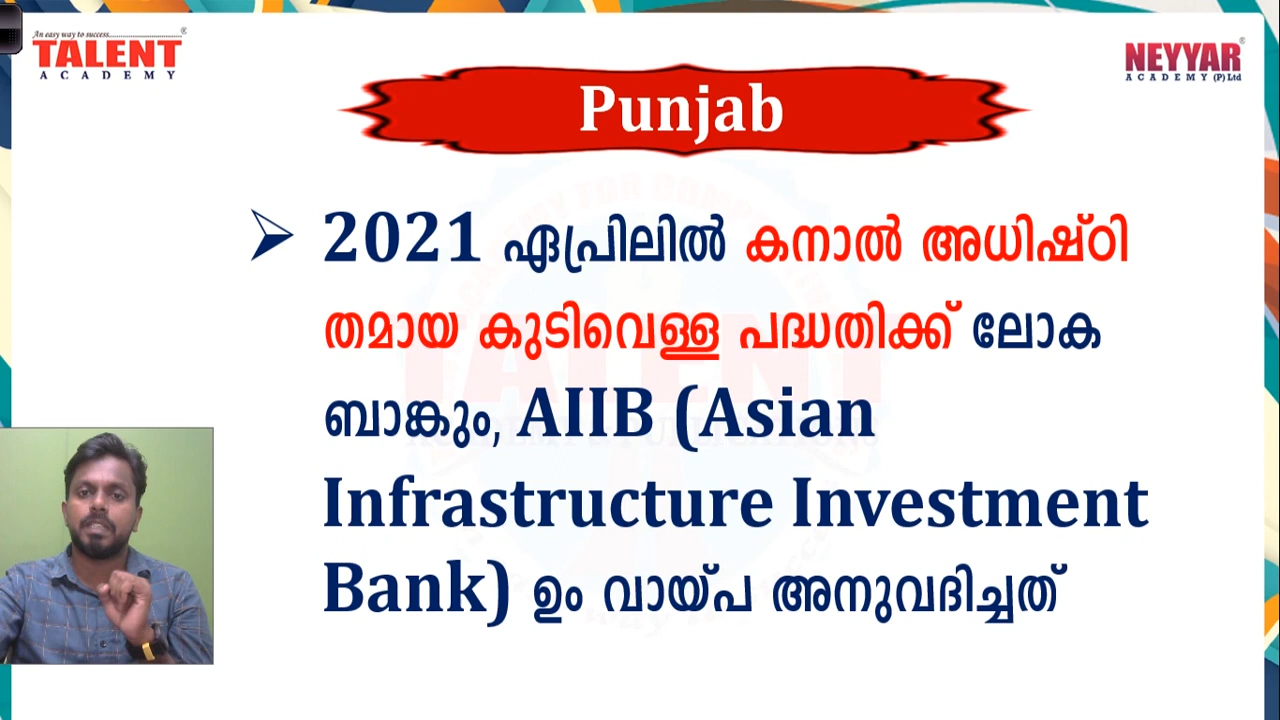 An easy way to success
TALENT
ACADEMY
NEYYAR
ACADEMY (P) Ltd
Punjab
2021 ഏപ്രിലിൽ കനാൽ അധിഷ്ഠി
തമായ കുടിവെള്ള പദ്ധതിക്ക് ലോക
ബാങ്കും, AIIB (Asian
Infrastructure Investment
Bank) ഉം വായ്പ അനുവദിച്ചത്